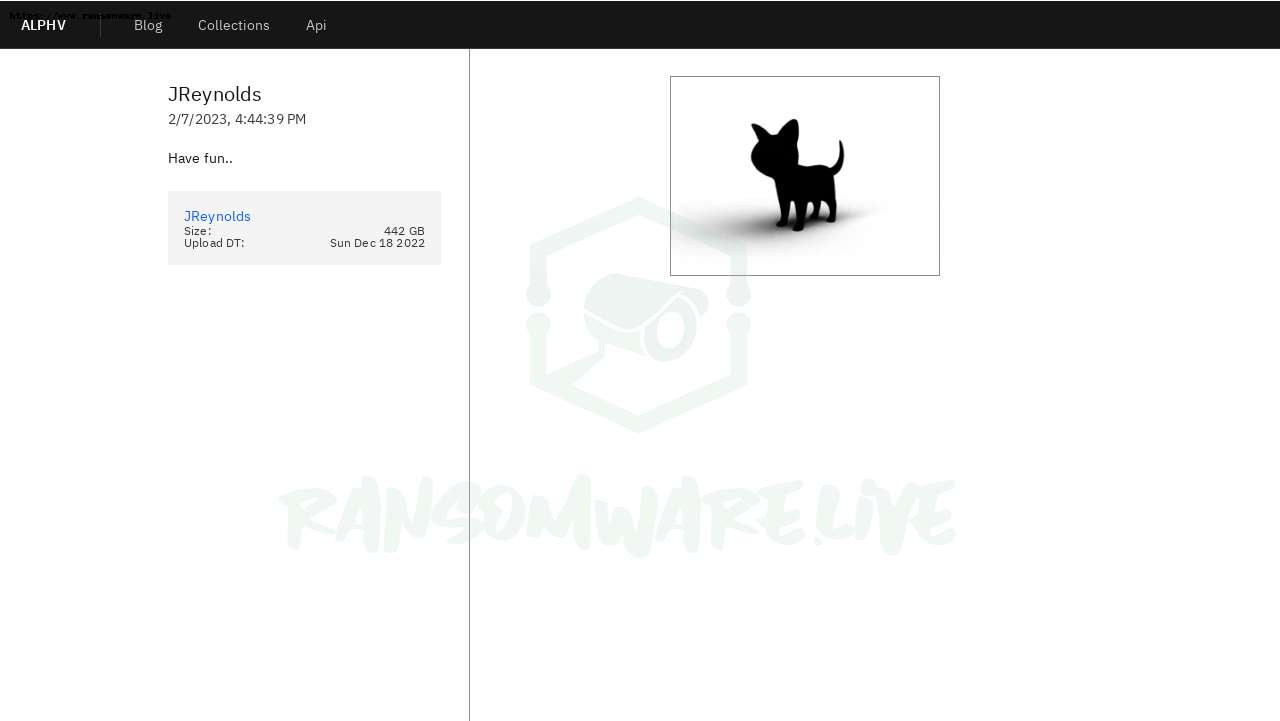 https://www.ransomware.live
ALPHV
Blog
Collections
Api
JReynolds
2/7/2023, 4:44:39 PM
Have fun..
JReynolds
Size: 442 GB
Upload DT: Sun Dec 18 2022
RANSOMWARE.LIVE